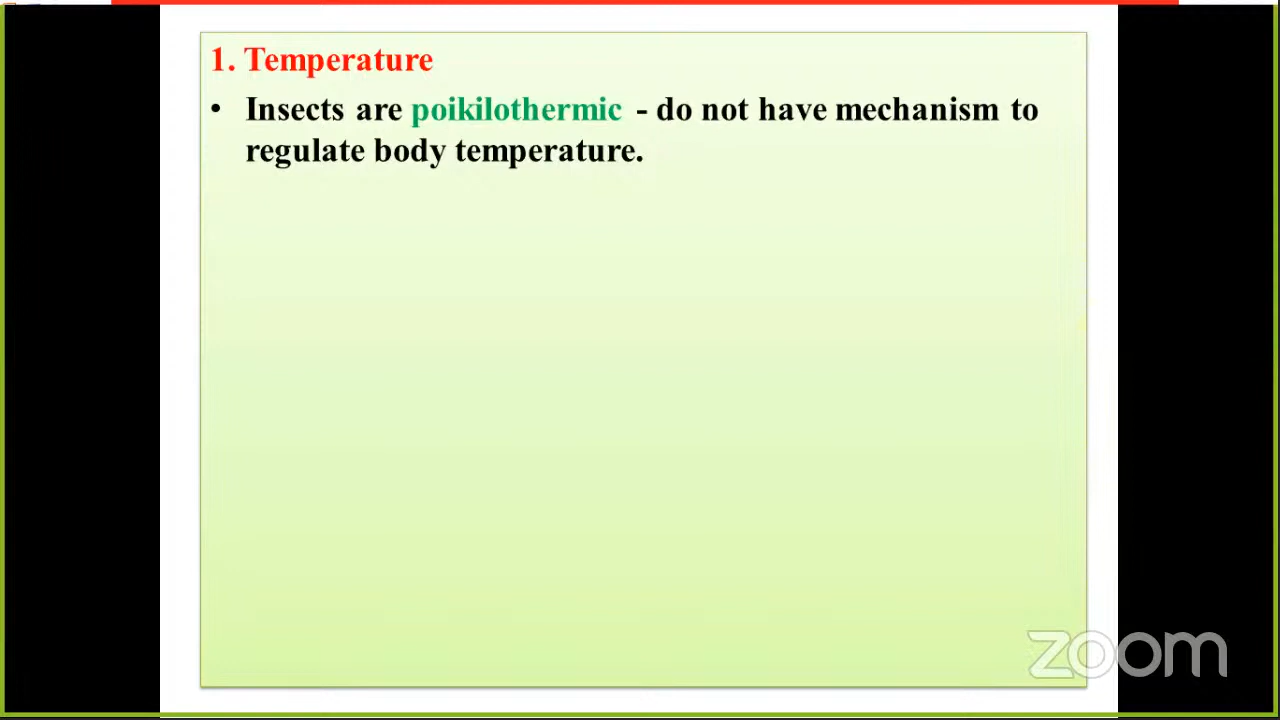 1. Temperature
• Insects are poikilothermic - do not have mechanism to
regulate body temperature.
zoom